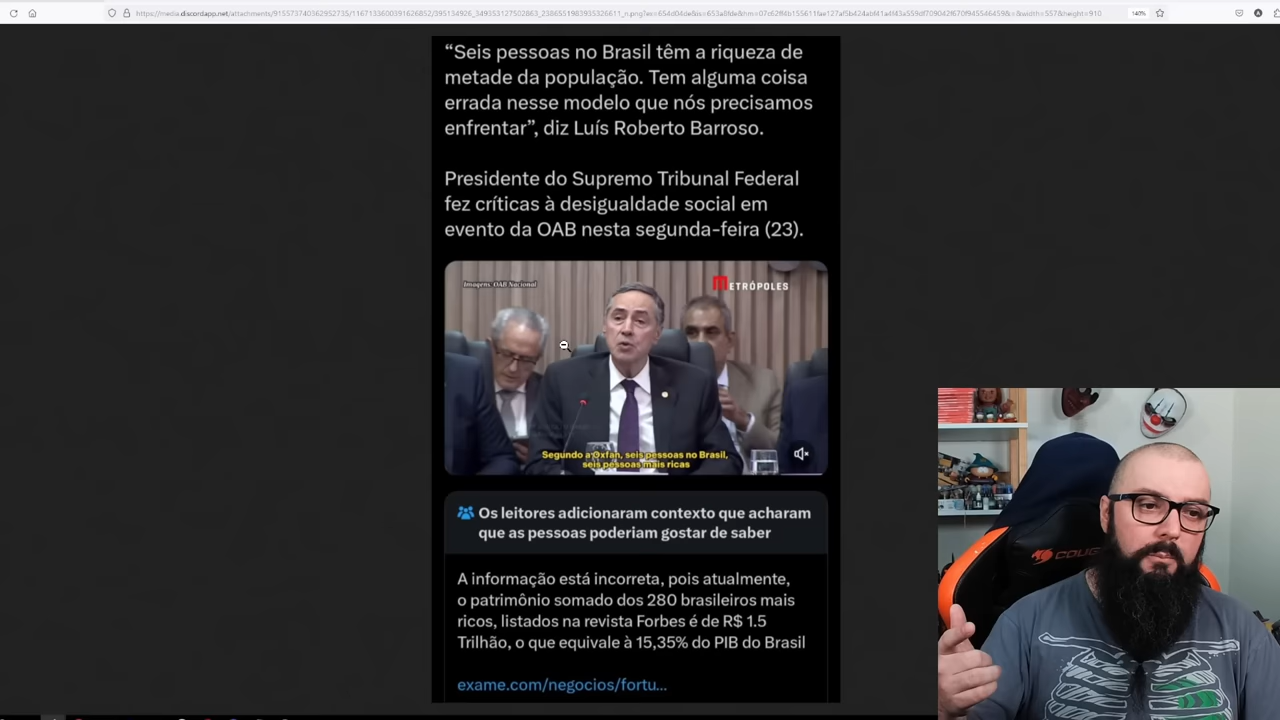 140%
“Seis pessoas no Brasil têm a riqueza de
metade da população. Tem alguma coisa
errada nesse modelo que nós precisamos
enfrentar”, diz Luís Roberto Barroso.
Presidente do Supremo Tribunal Federal
fez críticas à desigualdade social em
evento da OAB nesta segunda-feira (23).
Imagens: OAB Nacional
METRÓPOLES
Segundo a Oxfan, seis pessoas no Brasil,
seis pessoas mais ricas
Os leitores adicionaram contexto que acharam
que as pessoas poderiam gostar de saber
A informação está incorreta, pois atualmente,
o patrimônio somado dos 280 brasileiros mais
ricos, listados na revista Forbes é de R$ 1.5
Trilhão, o que equivale à 15,35% do PIB do Brasil
exame.com/negocios/fortu...
COUG